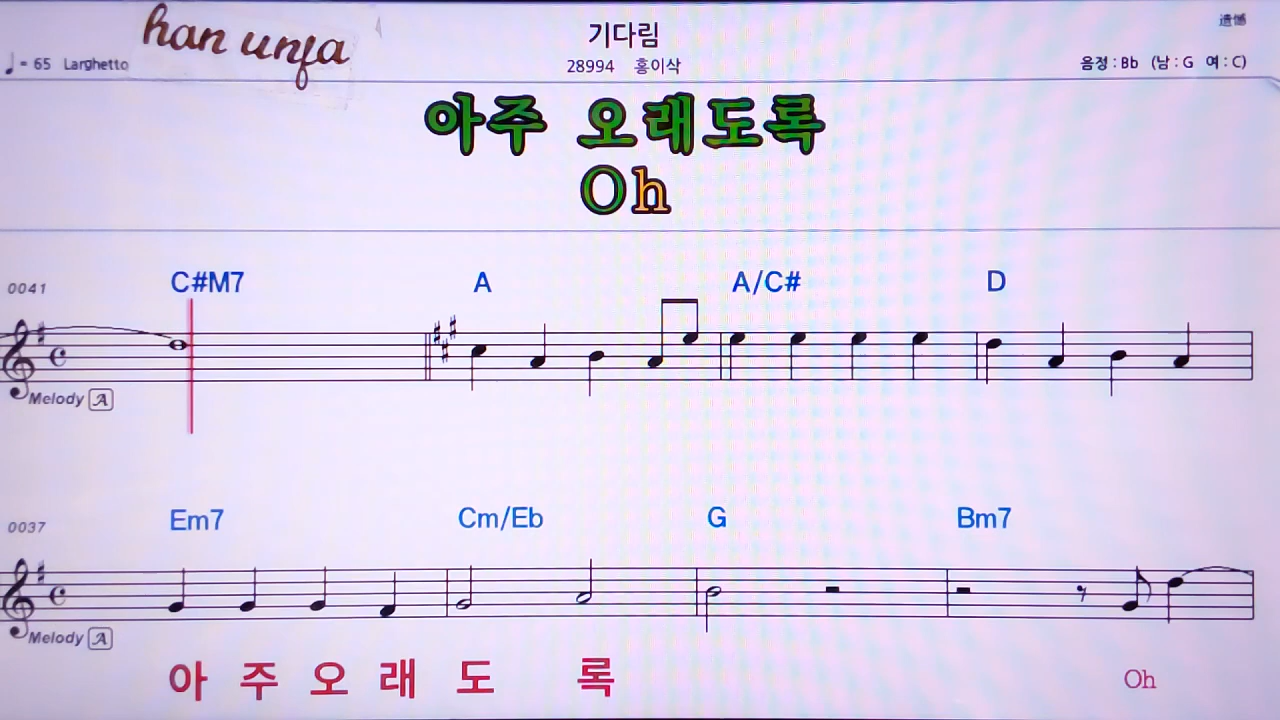 han unfa
기다림
遺憾
♩= 65 Larghetto
28994 홍이삭
음정 : Bb (남 : G 여 : C)
아주 오래도록
Oh
C#M7 A A/C# D
0041
Melody A
Em7 Cm/Eb G Bm7
0037
Melody A
아 주 오 래 도 록 Oh